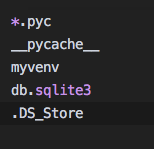 *.pyc
__pycache__
myvenv
db.sqlite3
.DS_Store